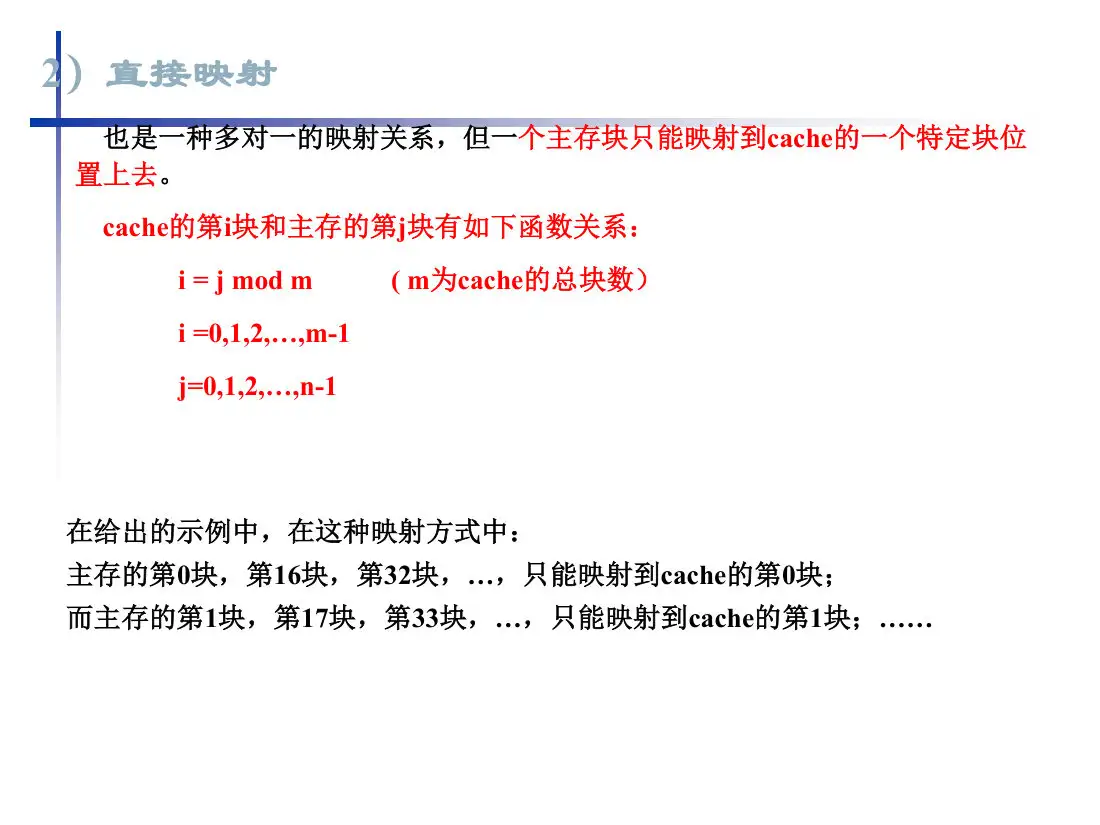 2）直接映射
也是一种多对一的映射关系，但一个主存块只能映射到cache的一个特定块位
置上去。
cache的第i块和主存的第j块有如下函数关系：
i = j mod m ( m为cache的总块数）
i =0,1,2,…,m-1
j=0,1,2,…,n-1
在给出的示例中，在这种映射方式中：
主存的第0块，第16块，第32块，…，只能映射到cache的第0块；
而主存的第1块，第17块，第33块，…，只能映射到cache的第1块；……